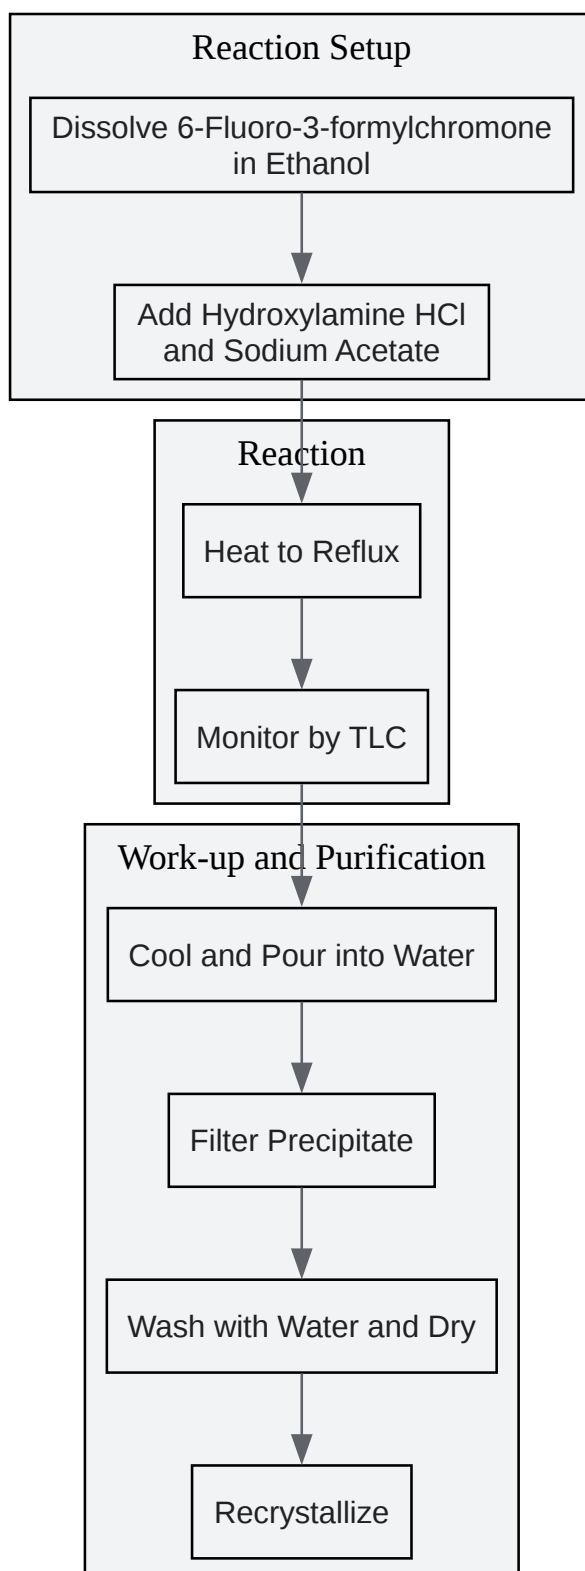 Reaction Setup
Dissolve 6-Fluoro-3-formylchromone
in Ethanol
Add Hydroxylamine HCl
and Sodium Acetate
Reaction
Heat to Reflux
Monitor by TLC
Work-up and Purification
Cool and Pour into Water
Filter Precipitate
Wash with Water and Dry
Recrystallize